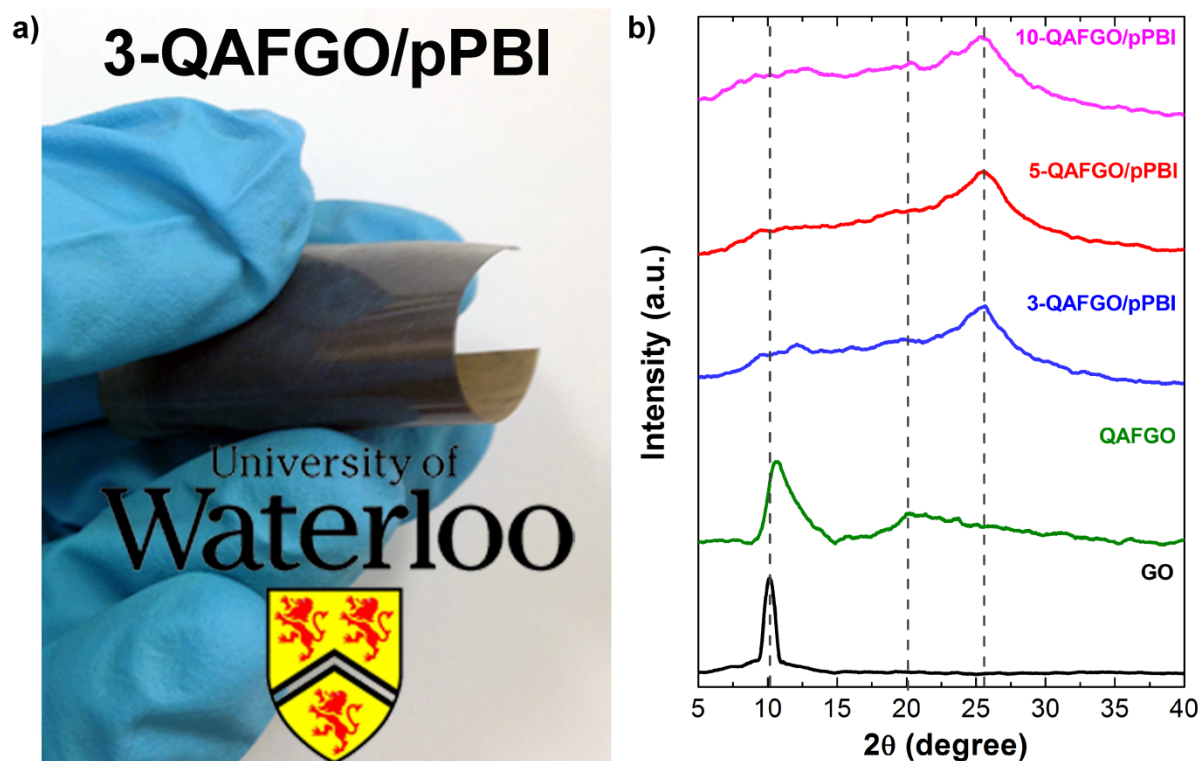 a)
3-QAFGO/pPBI
University of
Waterloo
b)
10-QAFGO/pPBI
5-QAFGO/pPBI
3-QAFGO/pPBI
QAFGO
GO
Intensity (a.u.)
5 10 15 20 25 30 35 40
2θ (degree)